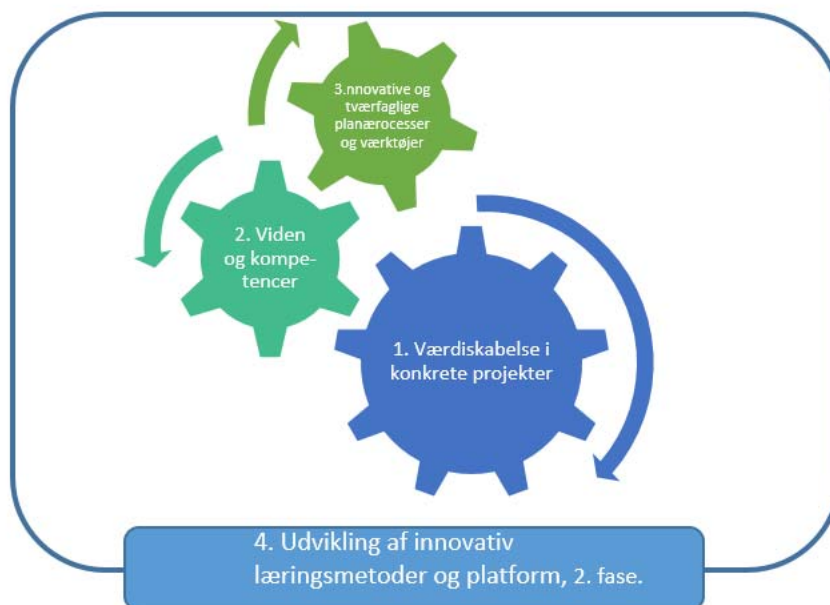 3.nnovative og
tværfaglige
planærocesser
og værktøjer
2. Viden
og kompe-
tencer
1. Værdiskabelse i
konkrete projekter
4. Udvikling af innovativ
læringsmetoder og platform, 2. fase.